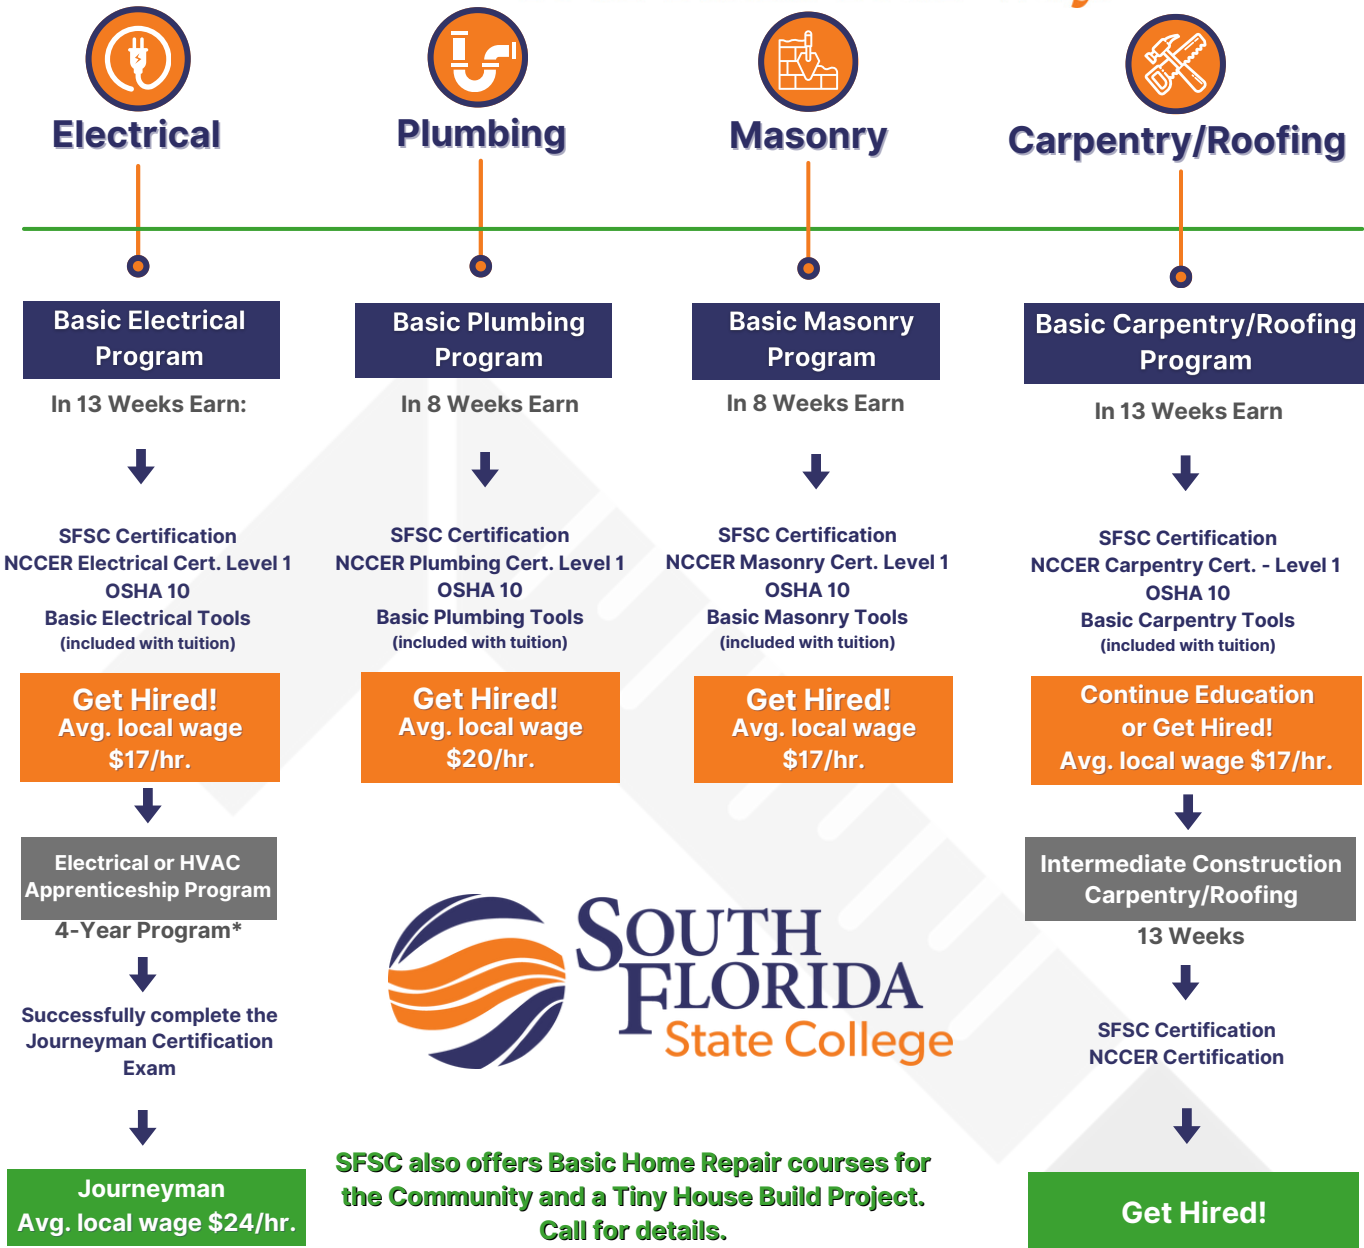 Electrical
Basic Electrical
Program
In 13 Weeks Earn:
SFSC Certification
NCCER Electrical Cert. Level 1
OSHA 10
Basic Electrical Tools
(included with tuition)
Get Hired!
Avg. local wage
$17/hr.
Electrical or HVAC
Apprenticeship Program
4-Year Program*
Successfully complete the
Journeyman Certification
Exam
Journeyman
Avg. local wage $24/hr.
Plumbing
Basic Plumbing
Program
In 8 Weeks Earn
SFSC Certification
NCCER Plumbing Cert. Level 1
OSHA 10
Basic Plumbing Tools
(included with tuition)
Get Hired!
Avg. local wage
$20/hr.
Masonry
Basic Masonry
Program
In 8 Weeks Earn
SFSC Certification
NCCER Masonry Cert. Level 1
OSHA 10
Basic Masonry Tools
(included with tuition)
Get Hired!
Avg. local wage
$17/hr.
Carpentry/Roofing
Basic Carpentry/Roofing
Program
In 13 Weeks Earn
SFSC Certification
NCCER Carpentry Cert. - Level 1
OSHA 10
Basic Carpentry Tools
(included with tuition)
Continue Education
or Get Hired!
Avg. local wage $17/hr.
Intermediate Construction
Carpentry/Roofing
13 Weeks
SFSC Certification
NCCER Certification
Get Hired!
SOUTH
FLORIDA
State College
SFSC also offers Basic Home Repair courses for
the Community and a Tiny House Build Project.
Call for details.